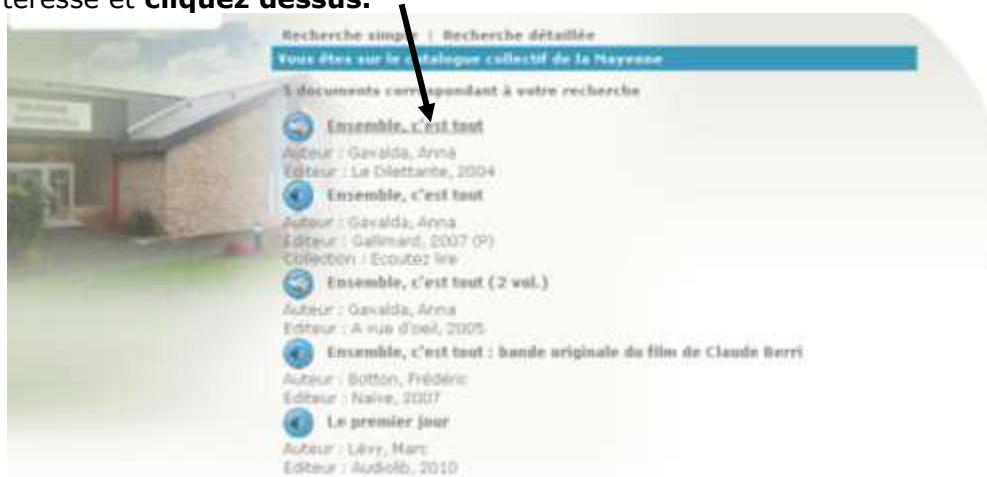 téresse et cliquez dessus.
Recherche simple | Recherche détaillée
Vous êtes sur le catalogue collectif de la Mayenne
5 documents correspondant à votre recherche
Ensemble, c'est tout
Auteur : Gavalda, Anna
Editeur : Le Dilettante, 2004
Ensemble, c'est tout
Auteur : Gavalda, Anna
Editeur : Gallimard, 2007 (P)
Collection : Ecoutez lire
Ensemble, c'est tout (2 vol.)
Auteur : Gavalda, Anna
Editeur : A vue d'oeil, 2005
Ensemble, c'est tout : bande originale du film de Claude Berri
Auteur : Botton, Frédéric
Editeur : Naïve, 2007
Le premier jour
Auteur : Lévy, Marc
Editeur : Audiolib, 2010